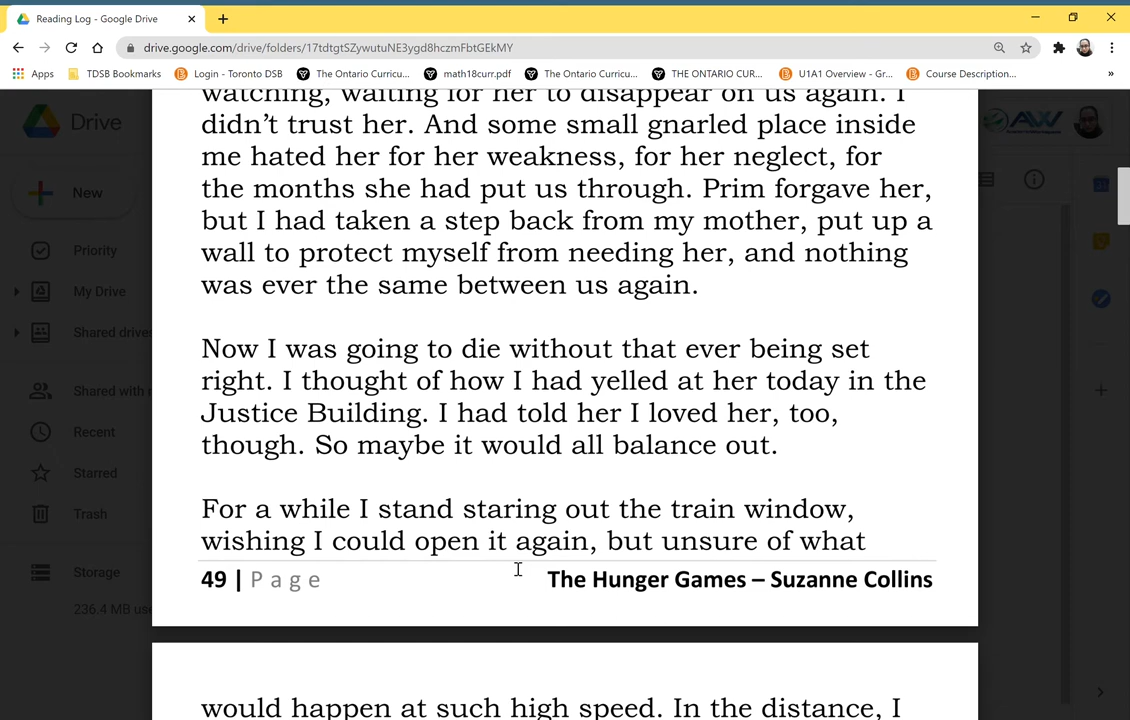 Reading Log - Google Drive
drive.google.com/drive/folders/17tdtgtSZywutuNE3ygd8hczmFbtGEkMY
Apps TDSB Bookmarks Login - Toronto DSB The Ontario Curricu... math18curr.pdf The Ontario Curricu... THE ONTARIO CUR... U1A1 Overview - Gr... Course Description... »
Drive
AW
New
Priority
My Drive
Shared drives
Shared with
Recent
Starred
Trash
Storage
236.4 MB use
watching, waiting for her to disappear on us again. I
didn’t trust her. And some small gnarled place inside
me hated her for her weakness, for her neglect, for
the months she had put us through. Prim forgave her,
but I had taken a step back from my mother, put up a
wall to protect myself from needing her, and nothing
was ever the same between us again.
Now I was going to die without that ever being set
right. I thought of how I had yelled at her today in the
Justice Building. I had told her I loved her, too,
though. So maybe it would all balance out.
For a while I stand staring out the train window,
wishing I could open it again, but unsure of what
49 | Page The Hunger Games – Suzanne Collins
would happen at such high speed. In the distance, I